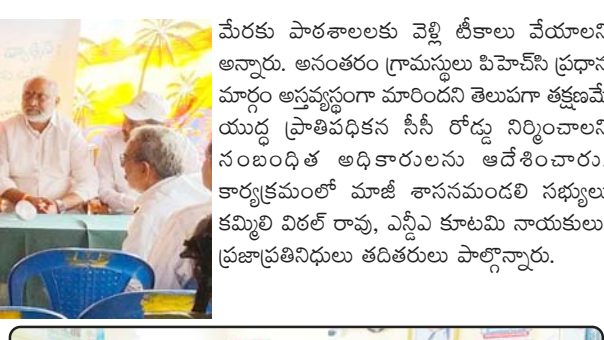 మేరకు పాఠశాలలకు వెళ్లి టీకాలు వేయాలని
అన్నారు. అనంతరం గ్రామస్థులు పిహెచ్‌సి ప్రధాన
మార్గం అస్తవ్యస్థంగా మారిందని తెలుపగా తక్షణమే
యుద్ధ ప్రాతిపధికన సీసీ రోడ్డు నిర్మించాలని
సంబంధిత అధికారులను ఆదేశించారు.
కార్యక్రమంలో మాజీ శాసనమండలి సభ్యులు
కమ్మిలి విఠల్ రావు, ఎన్డీఎ కూటమి నాయకులు
ప్రజాప్రతినిధులు తదితరులు పాల్గొన్నారు.